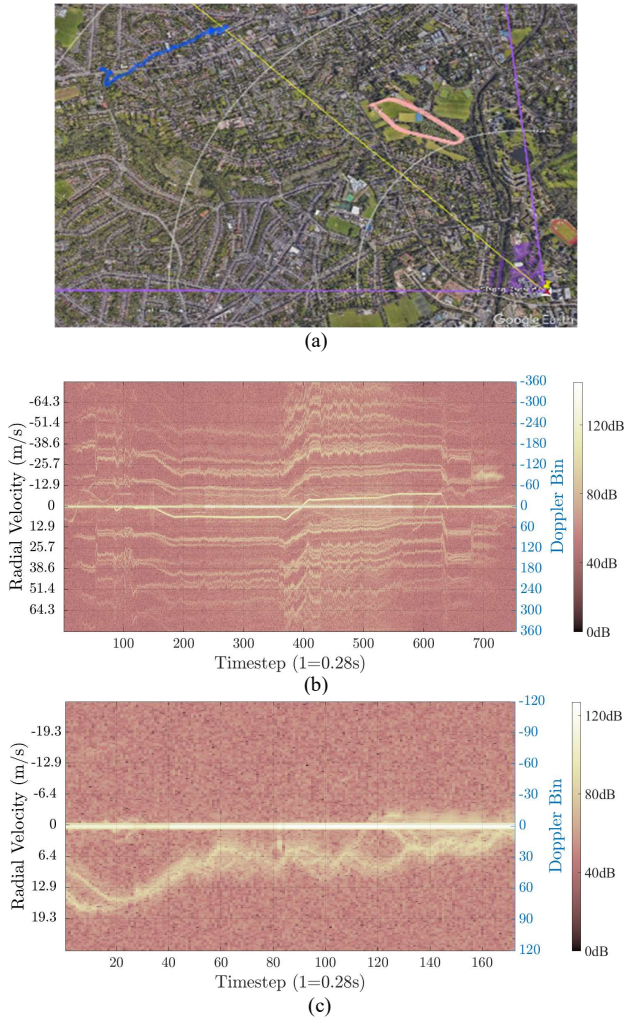 Google Earth
(a)
-64.3
-51.4
-38.6
-25.7
-12.9
0
12.9
25.7
38.6
51.4
64.3
Radial Velocity (m/s)
-360
-300
-240
-180
-120
-60
0
60
120
180
240
300
360
Doppler Bin
120dB
80dB
40dB
0dB
100 200 300 400 500 600 700
Timestep (1=0.28s)
(b)
-19.3
-12.9
-6.4
0
6.4
12.9
19.3
Radial Velocity (m/s)
-120
-90
-60
-30
0
30
60
90
120
Doppler Bin
120dB
80dB
40dB
0dB
20 40 60 80 100 120 140 160
Timestep (1=0.28s)
(c)